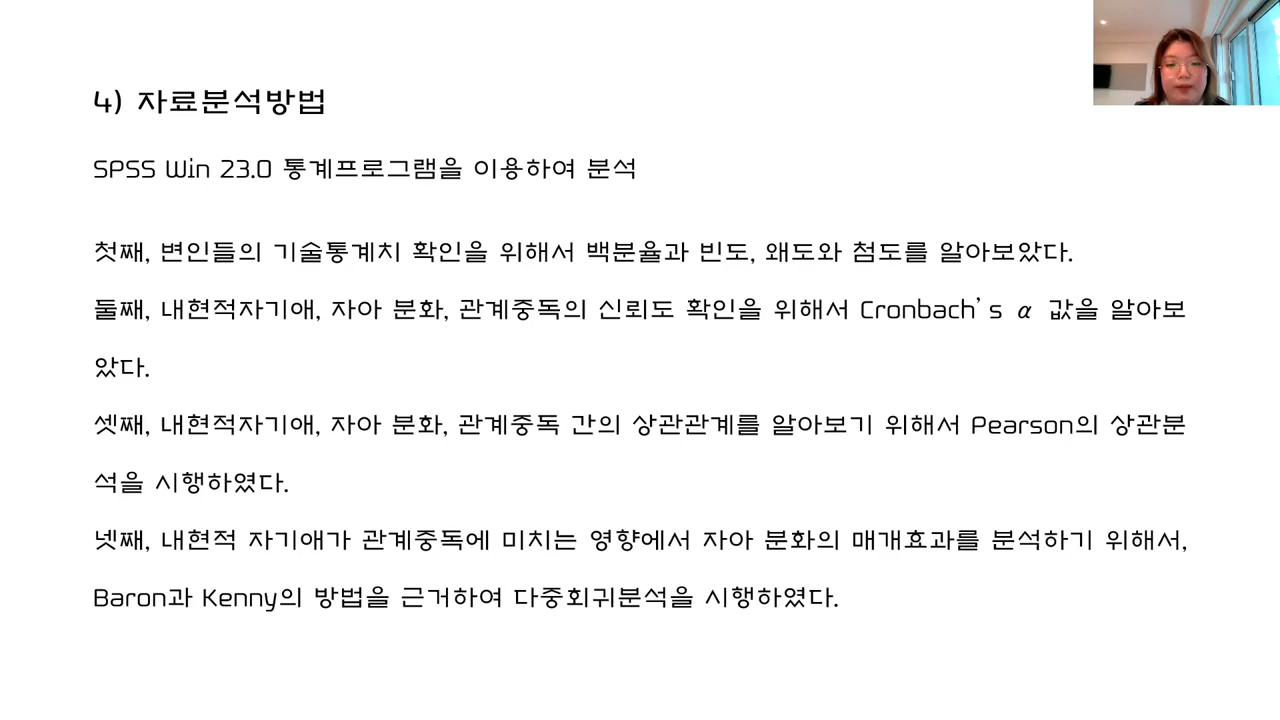 4) 자료분석방법
SPSS Win 23.0 통계프로그램을 이용하여 분석
첫째, 변인들의 기술통계치 확인을 위해서 백분율과 빈도, 왜도와 첨도를 알아보았다.
둘째, 내현적자기애, 자아 분화, 관계중독의 신뢰도 확인을 위해서 Cronbach’s α 값을 알아보
았다.
셋째, 내현적자기애, 자아 분화, 관계중독 간의 상관관계를 알아보기 위해서 Pearson의 상관분
석을 시행하였다.
넷째, 내현적 자기애가 관계중독에 미치는 영향에서 자아 분화의 매개효과를 분석하기 위해서,
Baron과 Kenny의 방법을 근거하여 다중회귀분석을 시행하였다.